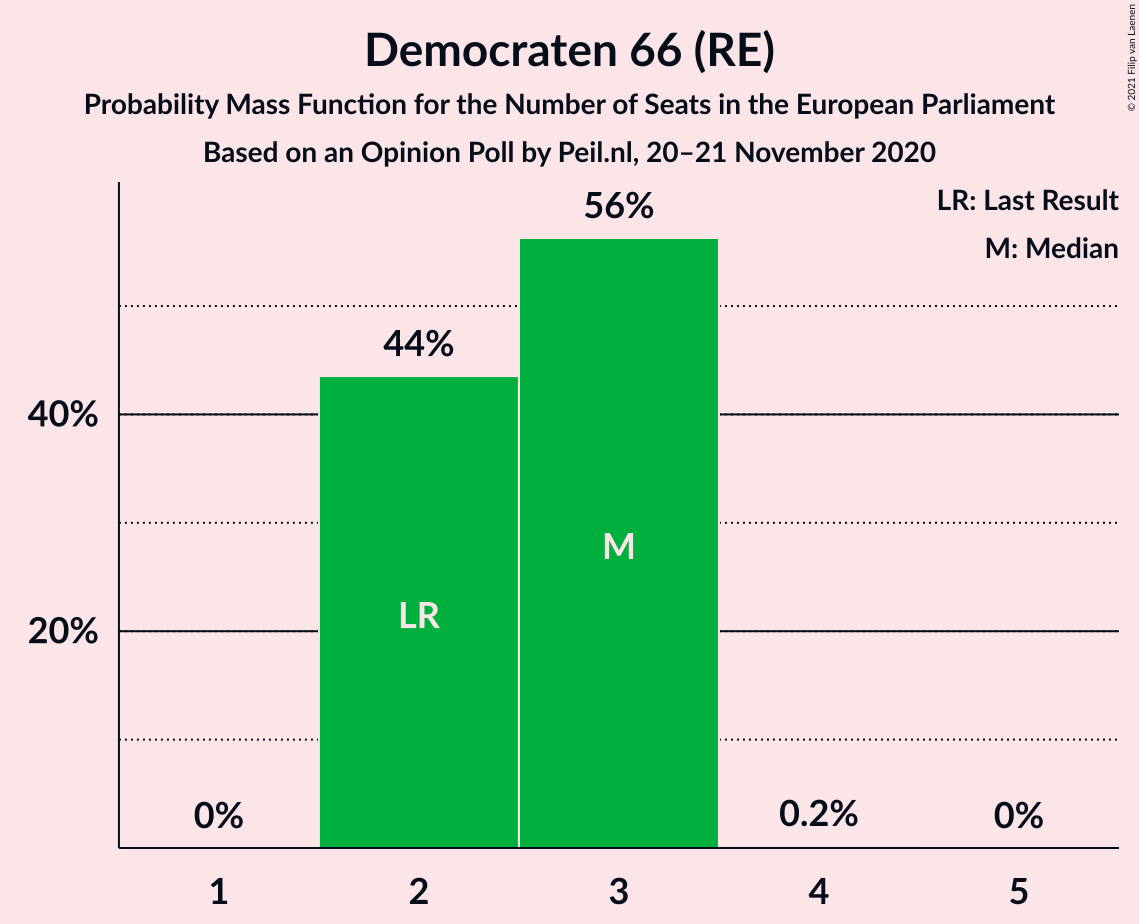 Democraten 66 (RE)
Probability Mass Function for the Number of Seats in the European Parliament
Based on an Opinion Poll by Peil.nl, 20–21 November 2020
© 2021 Filip van Laenen
LR: Last Result
M: Median
56%
44%
40%
20%
M
LR
0%
0.2%
0%
1
2
3
4
5